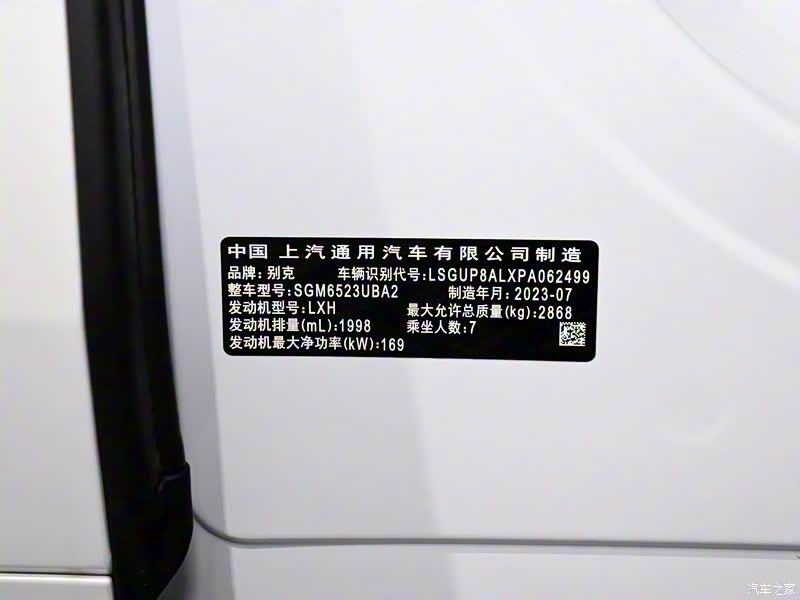 中国 上汽通用汽车有限公司制造
品牌: 别克 车辆识别代号:LSGUP8ALXPA062499
整车型号:SGM6523UBA2 制造年月: 2023-07
发动机型号:LXH 最大允许总质量(kg):2868
发动机排量(mL):1998 乘坐人数:7
发动机最大净功率(kW):169
汽车之家